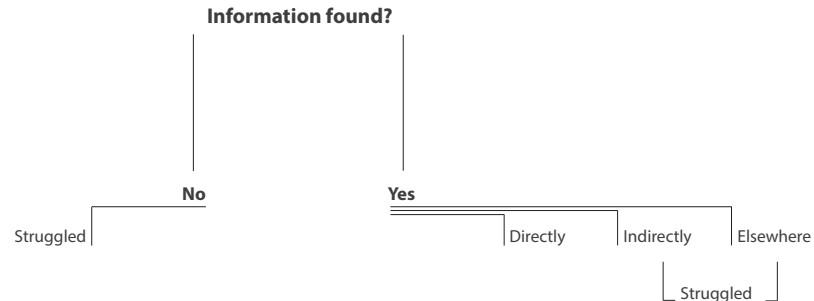 Information found?
No Yes
Struggled Directly Indirectly Elsewhere
Struggled